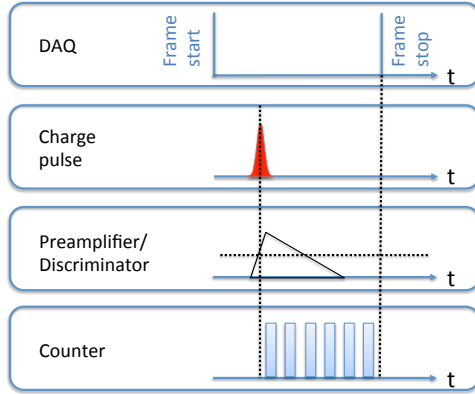 DAQ
Frame
start
Frame
stop
t
Charge
pulse
t
Preamplifier/
Discriminator
t
Counter
t